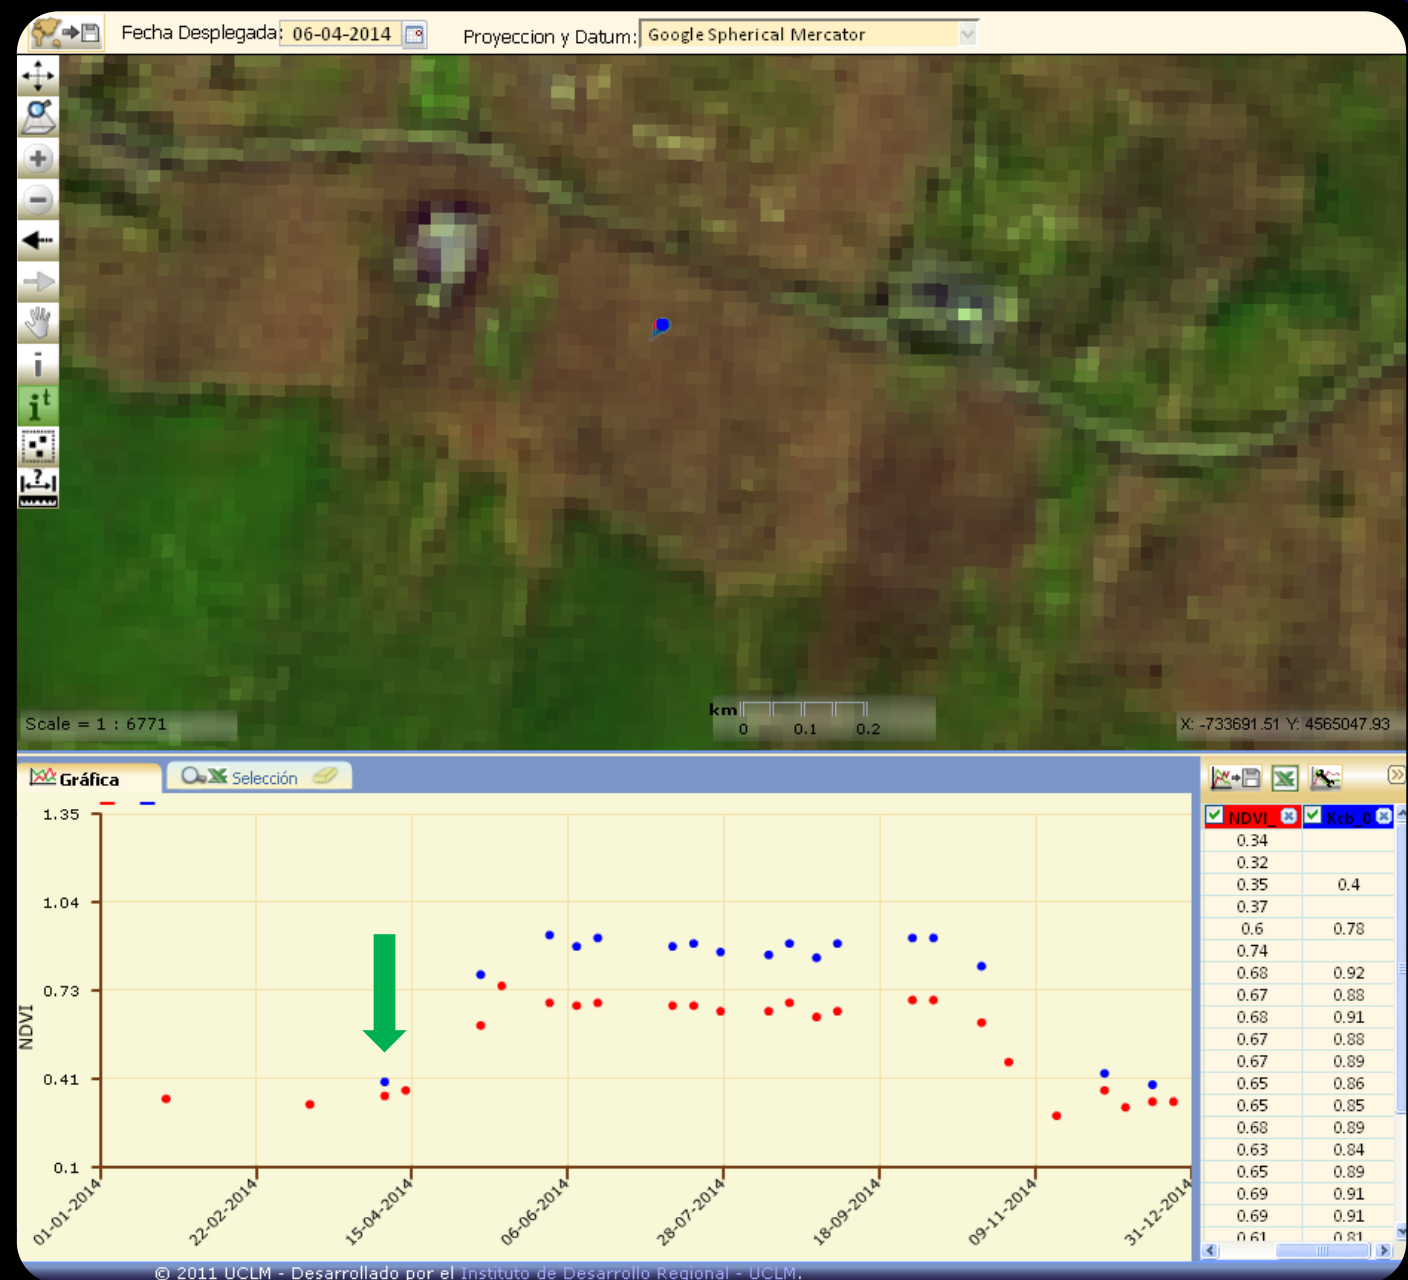 Fecha Desplegada: 06-04-2014 Proyeccion y Datum: Google Spherical Mercator
i
i t
?
km
0 0.1 0.2
Scale = 1 : 6771
X: -733691.51 Y: 4565047.93
Gráfica Selección
NDVI_ Kcb_0
0.34
0.32
0.35 0.4
0.37
0.6 0.78
0.74
0.68 0.92
0.67 0.88
0.68 0.91
0.67 0.88
0.67 0.89
0.65 0.86
0.65 0.85
0.68 0.89
0.63 0.84
0.65 0.89
0.69 0.91
0.69 0.91
0.61 0.81
1.35
1.04
0.73
0.41
0.1
NDVI
01-01-2014 22-02-2014 15-04-2014 06-06-2014 28-07-2014 18-09-2014 09-11-2014 31-12-2014
© 2011 UCLM - Desarrollado por el Instituto de Desarrollo Regional - UCLM.